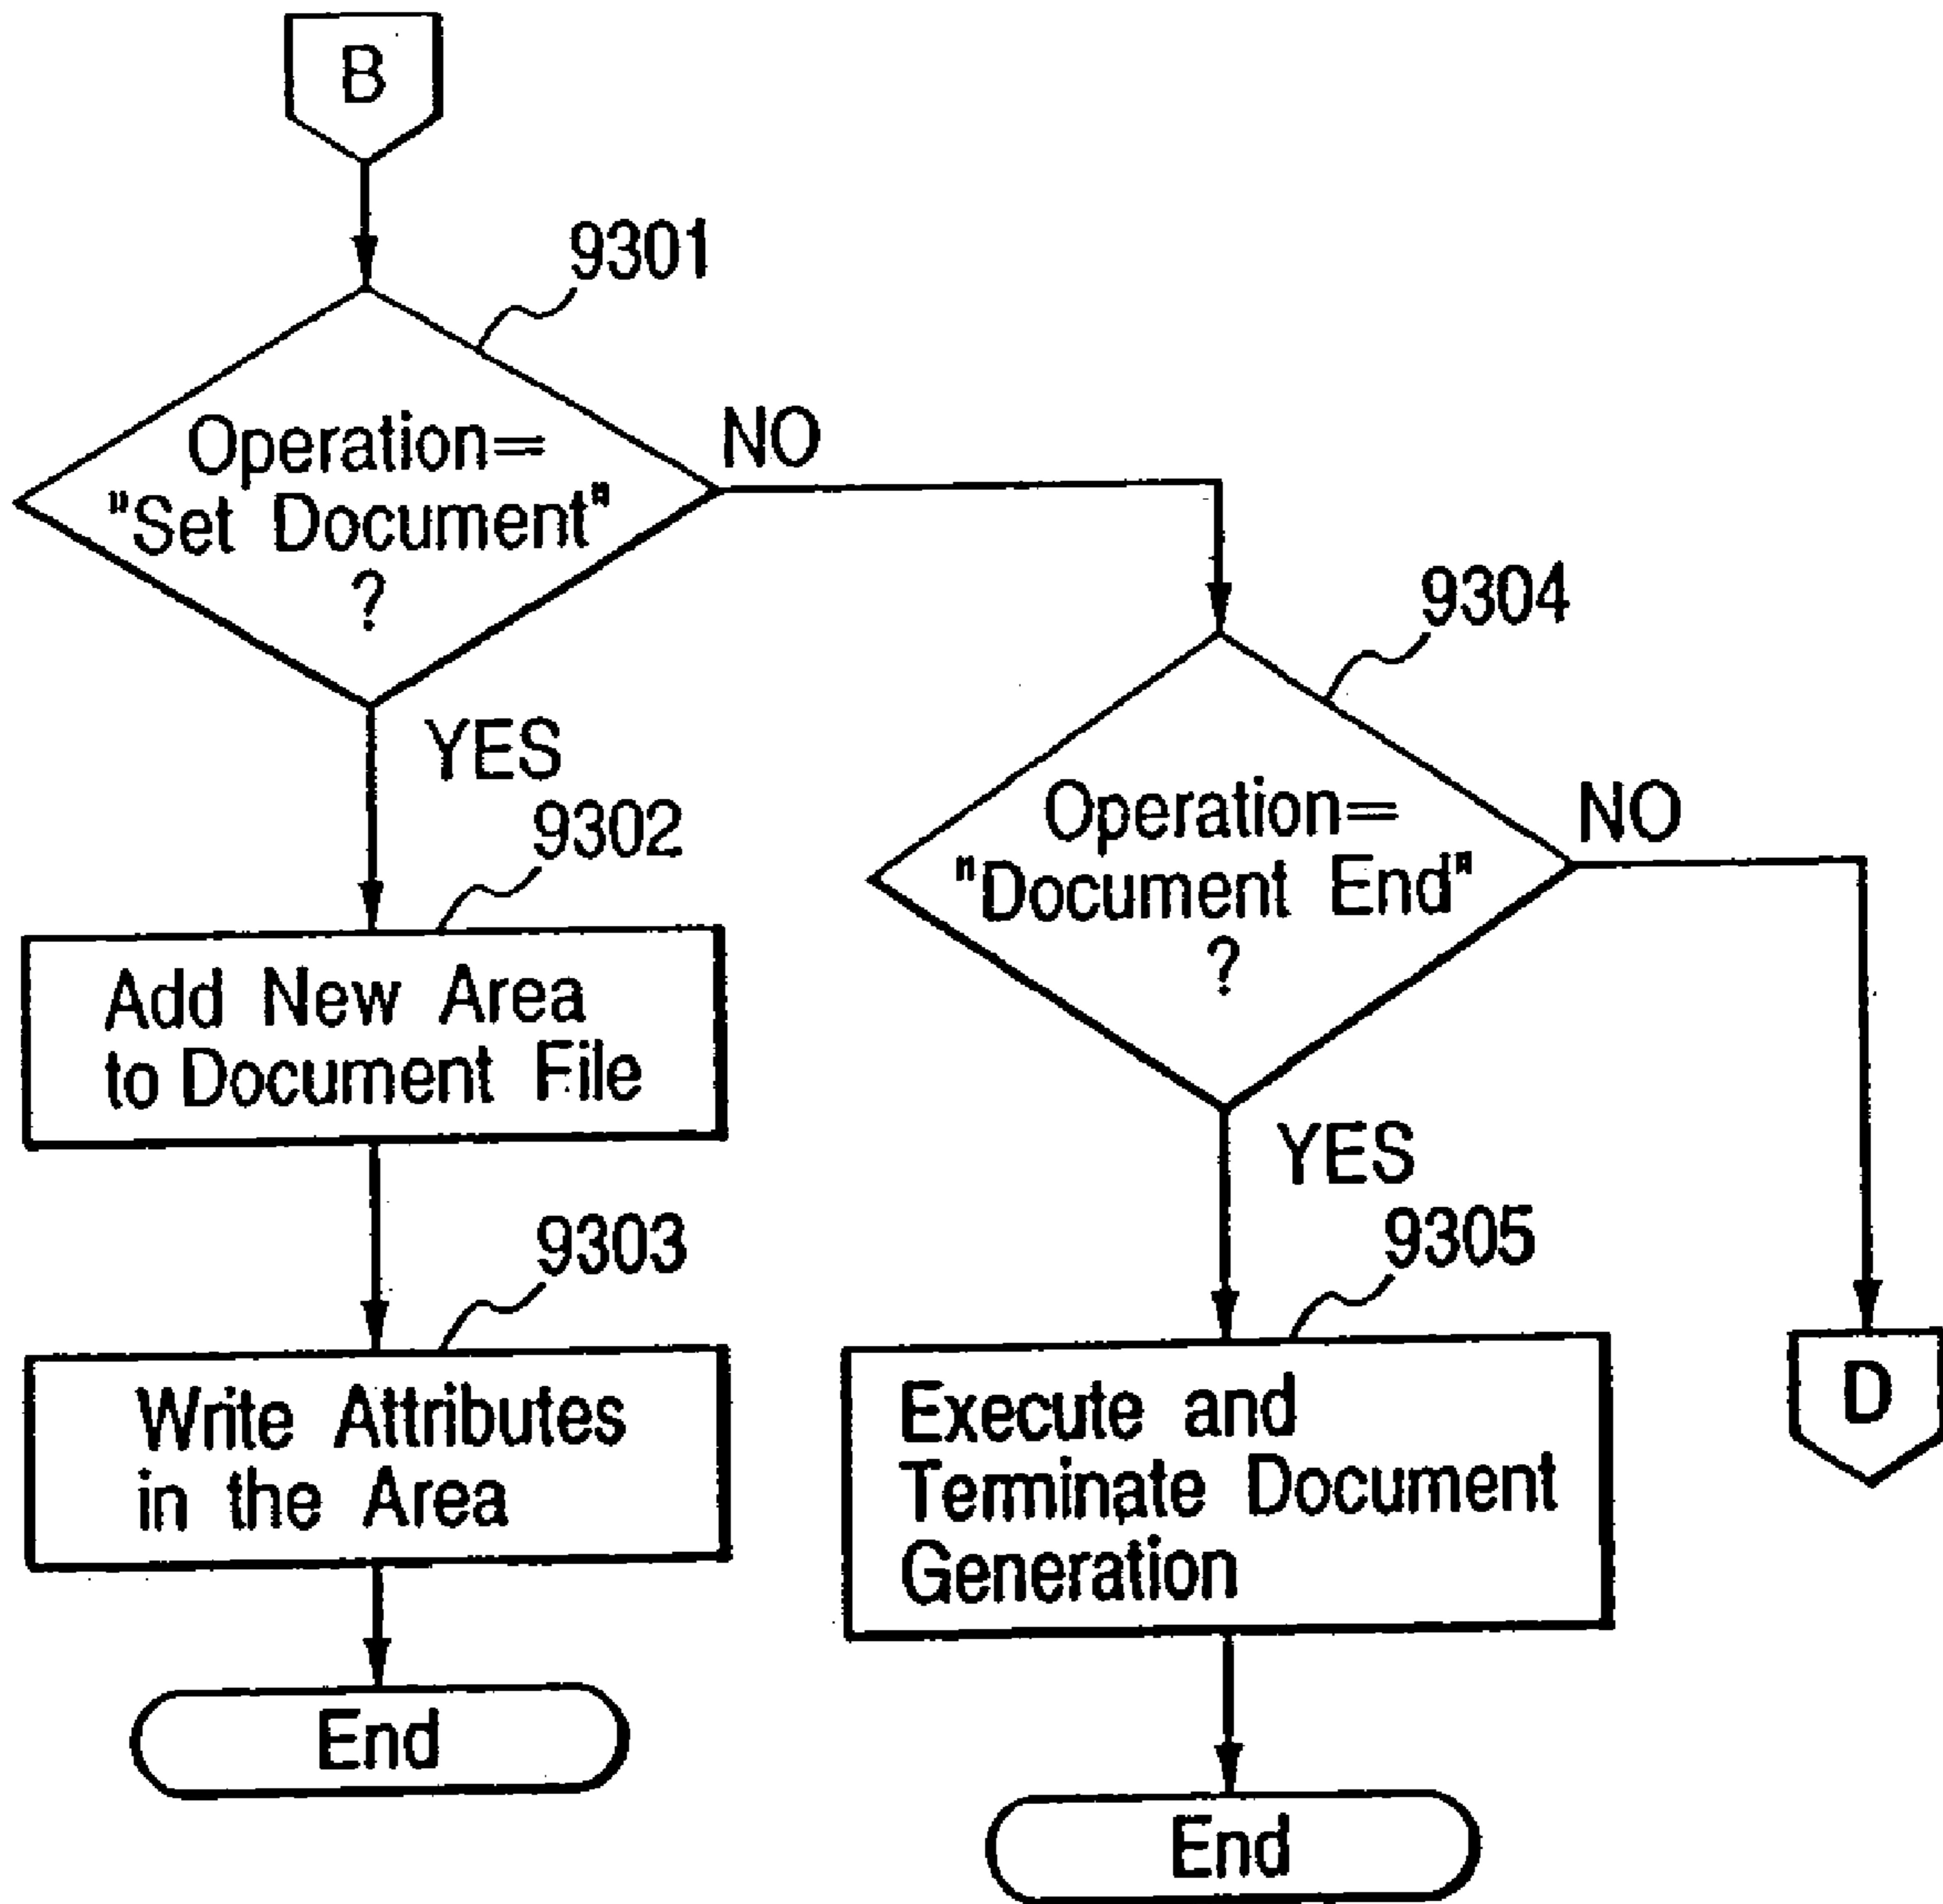 B
9301
Operation=
"Set Document"
?
NO
YES
9302
Add New Area
to Document File
9303
Write Attributes
in the Area
End
9304
Operation=
"Document End"
?
NO
YES
9305
Execute and
Terminate Document
Generation
End
D